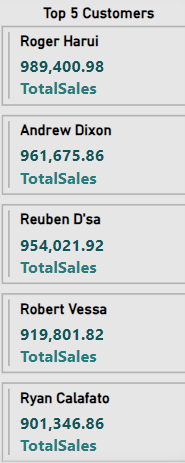 Top 5 Customers
Roger Harui
989,400.98
TotalSales
Andrew Dixon
961,675.86
TotalSales
Reuben D'sa
954,021.92
TotalSales
Robert Vessa
919,801.82
TotalSales
Ryan Calafato
901,346.86
TotalSales